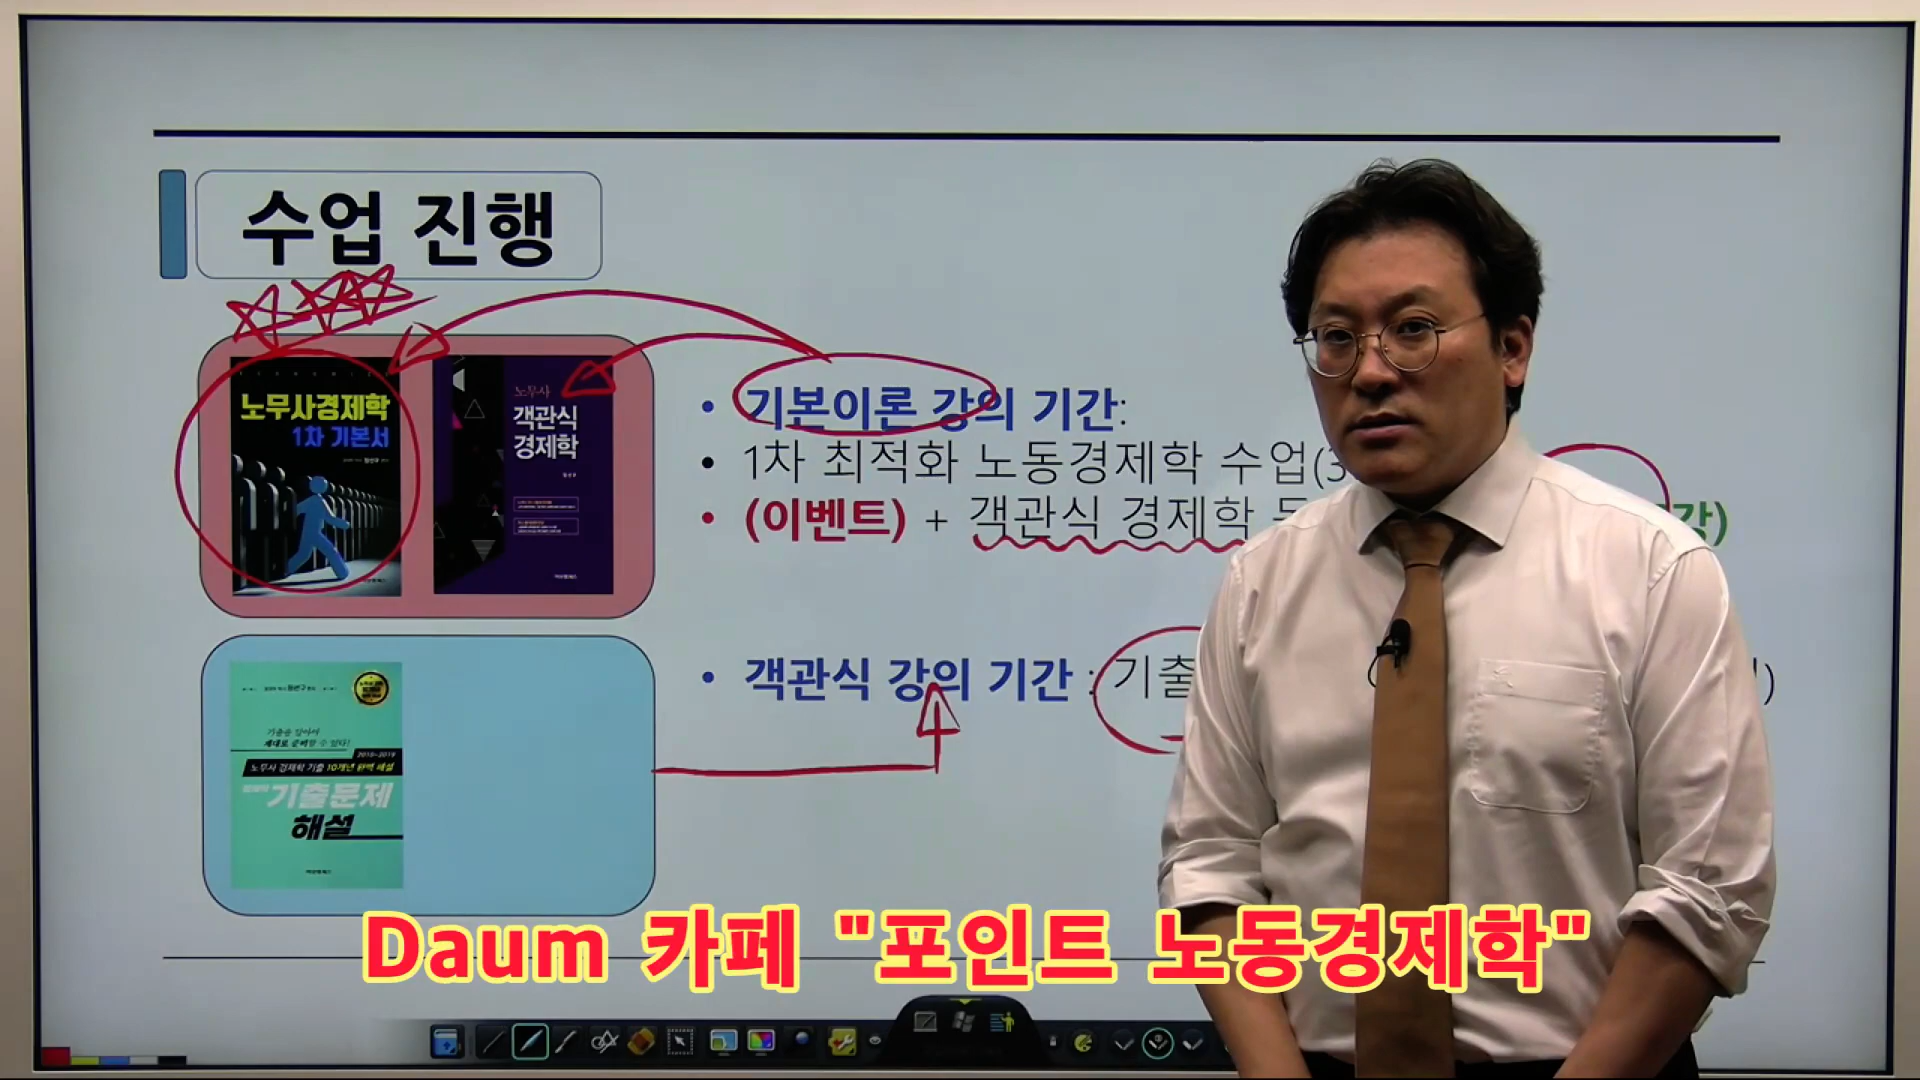 수업 진행
노무사경제학
1차 기본서
노무사
객관식
경제학
• 기본이론 강의 기간:
• 1차 최적화 노동경제학 수업(3
• (이벤트) + 객관식 경제학
강)
• 객관식 강의 기간 : 기출
)
기출을 알아야
제대로 준비할 수 있다!
2010~2019
노무사 경제학 기출 10개년 완벽 해설
기출문제
해설
Daum 카페 "포인트 노동경제학"